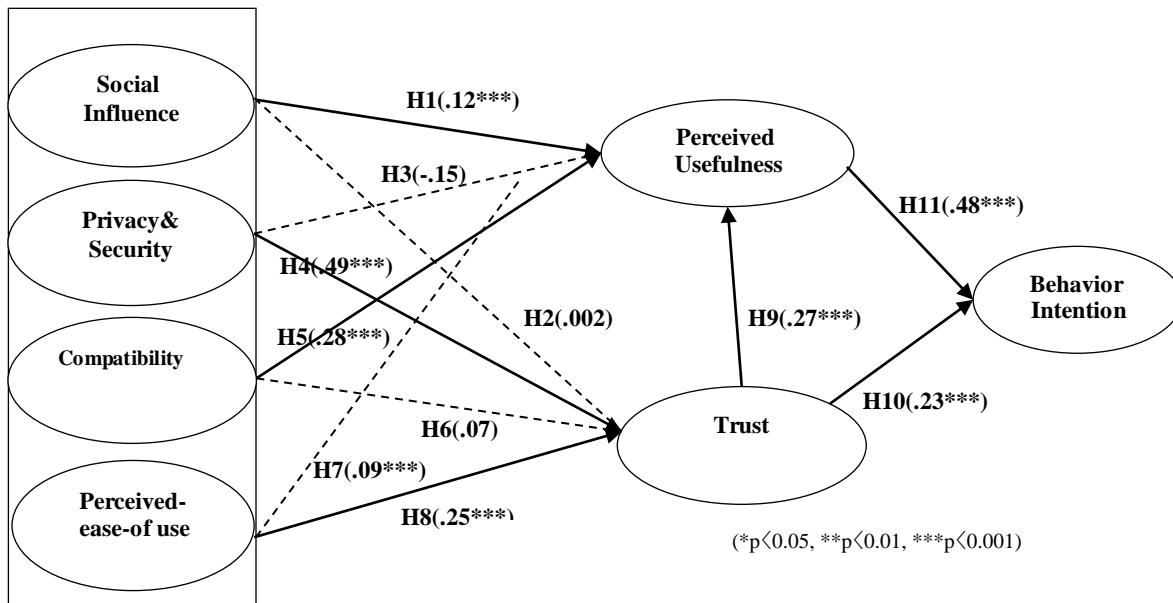 Social
Influence
Privacy&
Security
Compatibility
Perceived-
ease-of use
H1(.12***)
H3(-.15)
H4(.49***)
H5(.28***)
H2(.002)
H6(.07)
H7(.09***)
H8(.25***)
Perceived
Usefulness
H9(.27***)
Trust
H11(.48***)
H10(.23***)
Behavior
Intention
(*p<0.05, **p<0.01, ***p<0.001)